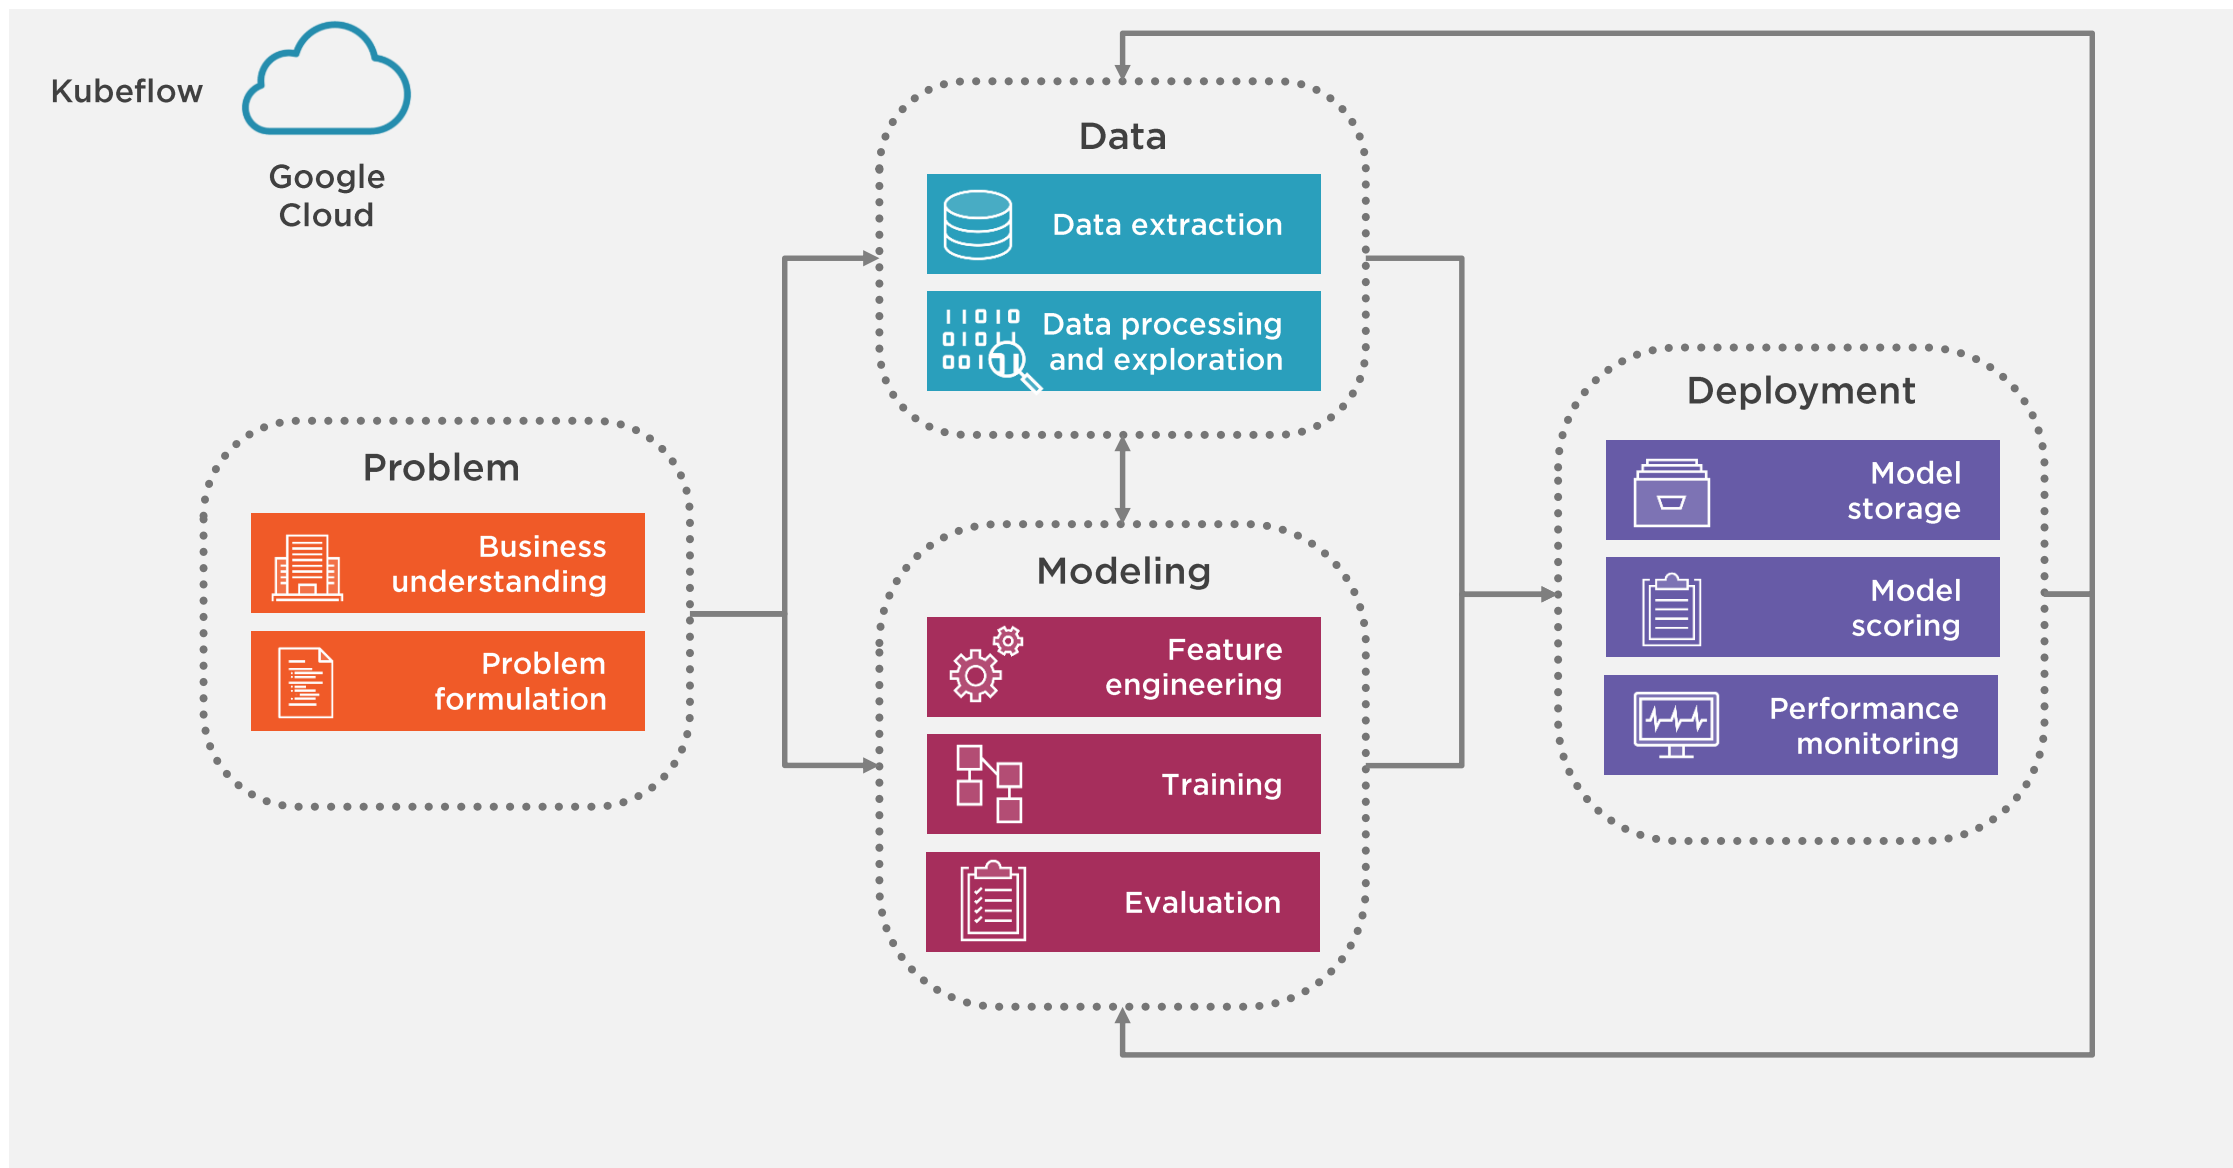 Kubeflow
Google
Cloud
Problem
Business
understanding
Problem
formulation
Data
Data extraction
Data processing
and exploration
Modeling
Feature
engineering
Training
Evaluation
Deployment
Model
storage
Model
scoring
Performance
monitoring